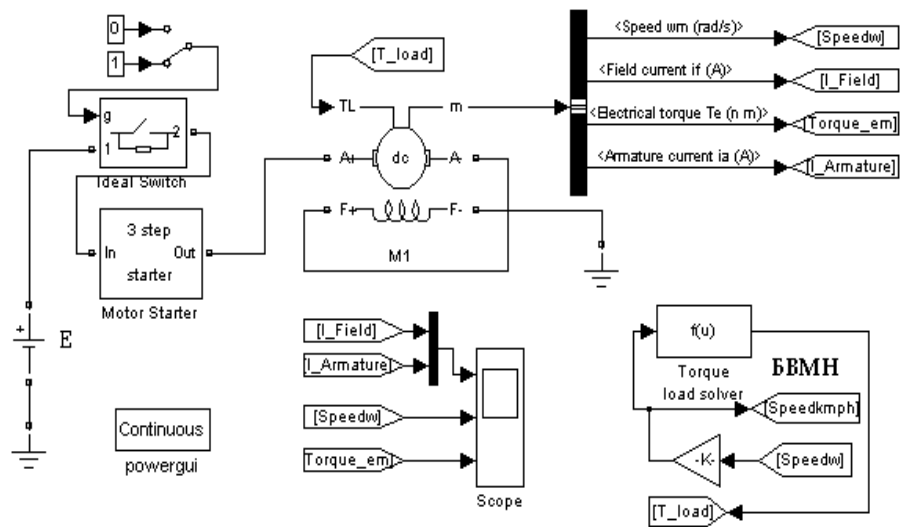 0
1
g
1
2
Ideal Switch
3 step
starter
In
Out
Motor Starter
E
Continuous
powergui
[T_load]
TL
m
A+
dc
A-
F+
F-
M1
<Speed wm (rad/s)>
[Speedw]
<Field current if (A)>
[I_Field]
<Electrical torque Te (n m)>
[Torque_em]
<Armature current ia (A)>
[I_Armature]
[I_Field]
[I_Armature]
[Speedw]
Torque_em]
Scope
f(u)
Torque
load solver
БВМН
[Speedkmph]
-K-
[Speedw]
[T_load]